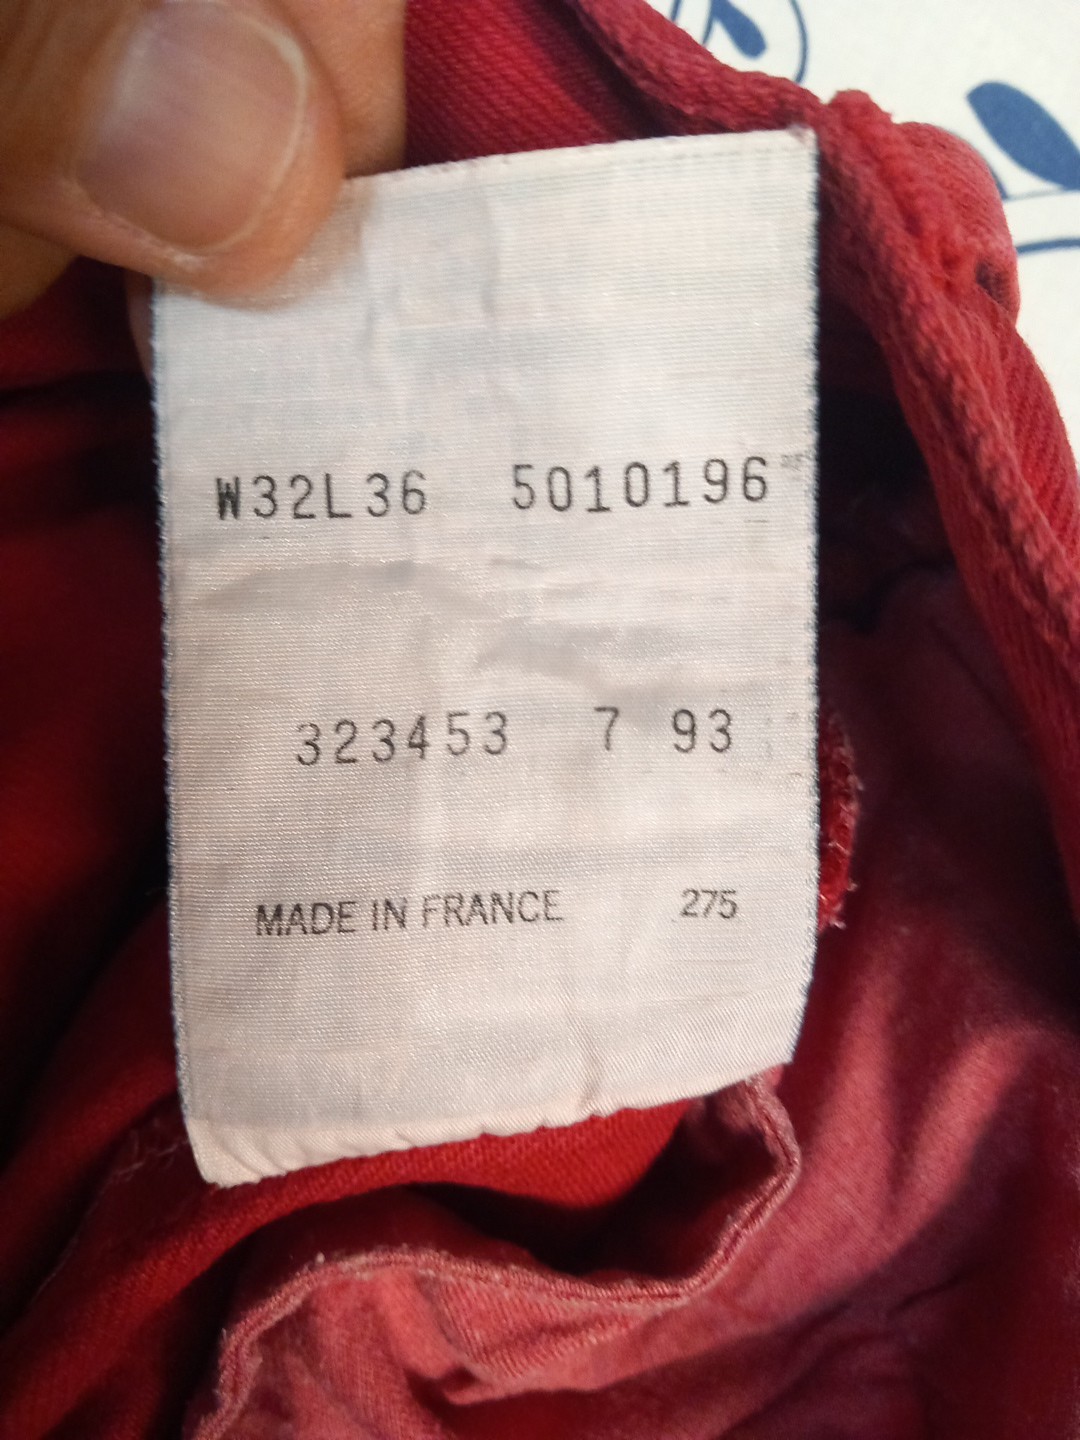 W32L36 5010196
323453 7 93
MADE IN FRANCE 275